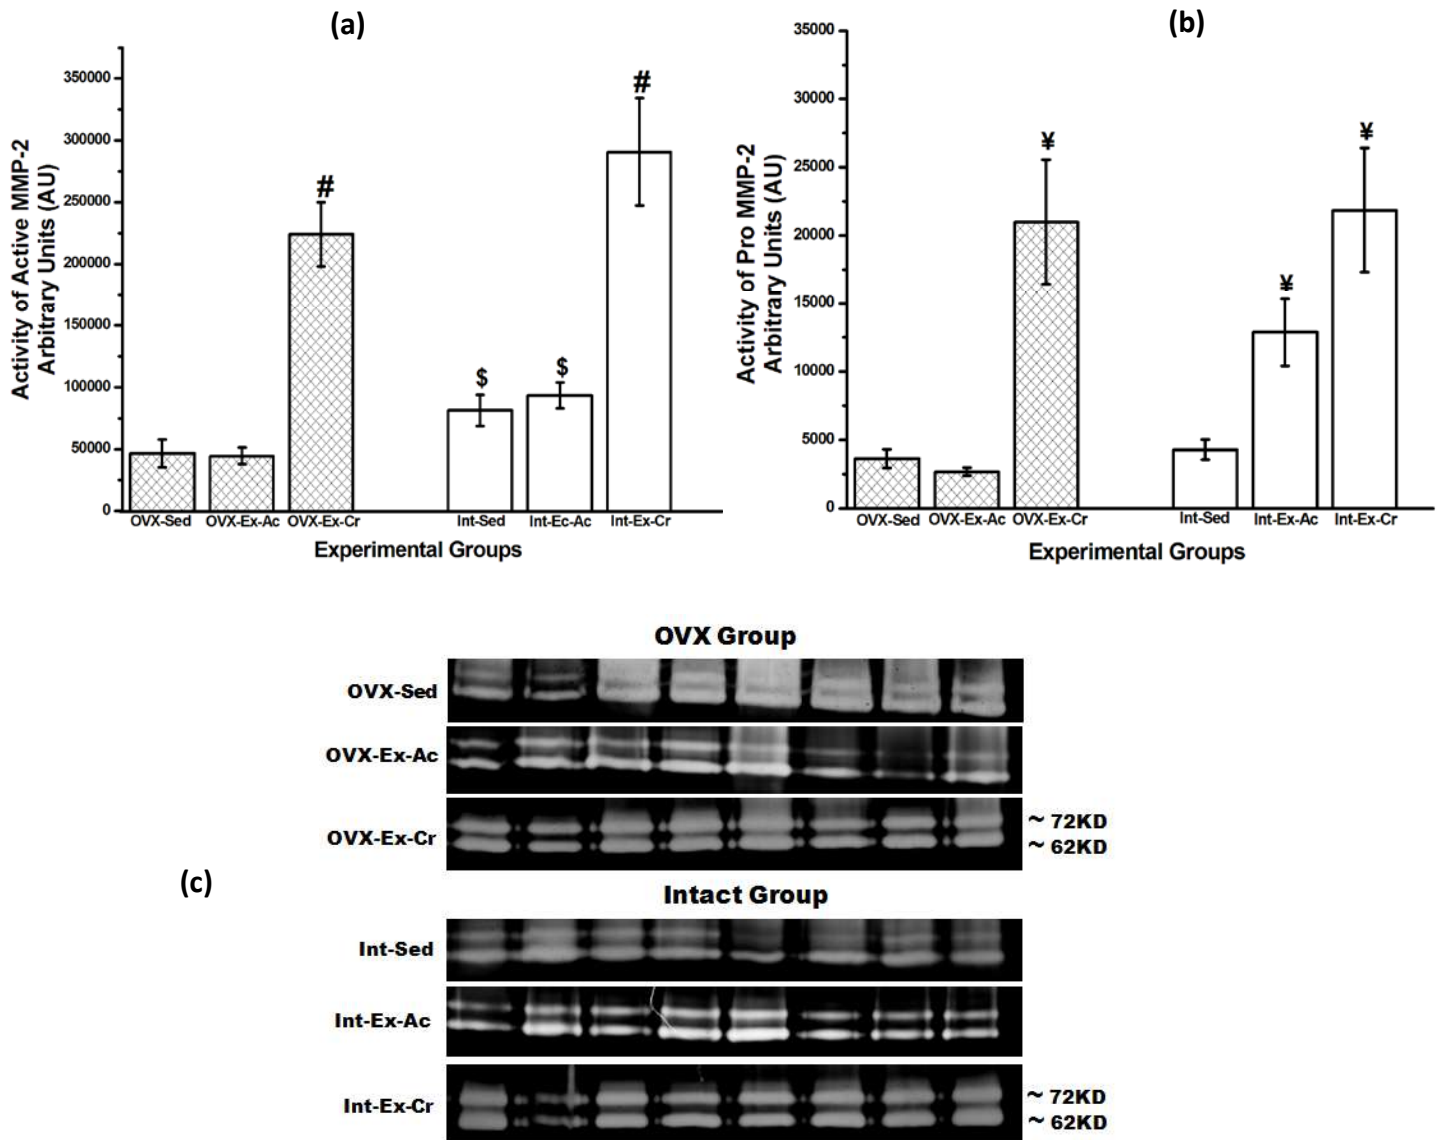 (a)
Activity of Active MMP-2
Arbitrary Units (AU)
350000
300000
250000
200000
150000
100000
50000
0
#
#
$
$
OVX-Sed OVX-Ex-Ac OVX-Ex-Cr Int-Sed Int-Ec-Ac Int-Ex-Cr
Experimental Groups
(b)
Activity of Pro MMP-2
Arbitrary Units (AU)
35000
30000
25000
20000
15000
10000
5000
0
¥
¥
¥
OVX-Sed OVX-Ex-Ac OVX-Ex-Cr Int-Sed Int-Ex-Ac Int-Ex-Cr
Experimental Groups
(c)
OVX Group
OVX-Sed
OVX-Ex-Ac
OVX-Ex-Cr
~ 72KD
~ 62KD
Intact Group
Int-Sed
Int-Ex-Ac
Int-Ex-Cr
~ 72KD
~ 62KD